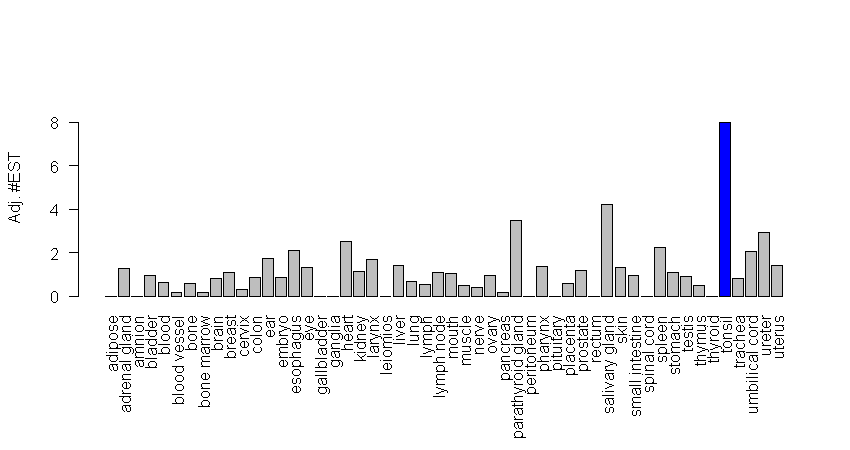 Adj. #EST
8
6
4
2
0
adipose
adrenal gland
amnion
bladder
blood
blood vessel
bone
bone marrow
brain
breast
cervix
colon
ear
embryo
esophagus
eye
gallbladder
ganglia
heart
kidney
larynx
leiomios
liver
lung
lymph
lymph node
mouth
muscle
nerve
ovary
pancreas
parathyroid gland
peritoneum
pharynx
pituitary
placenta
prostate
rectum
salivary gland
skin
small intestine
spinal cord
spleen
stomach
testis
thymus
thyroid
tonsil
trachea
umbilical cord
ureter
uterus